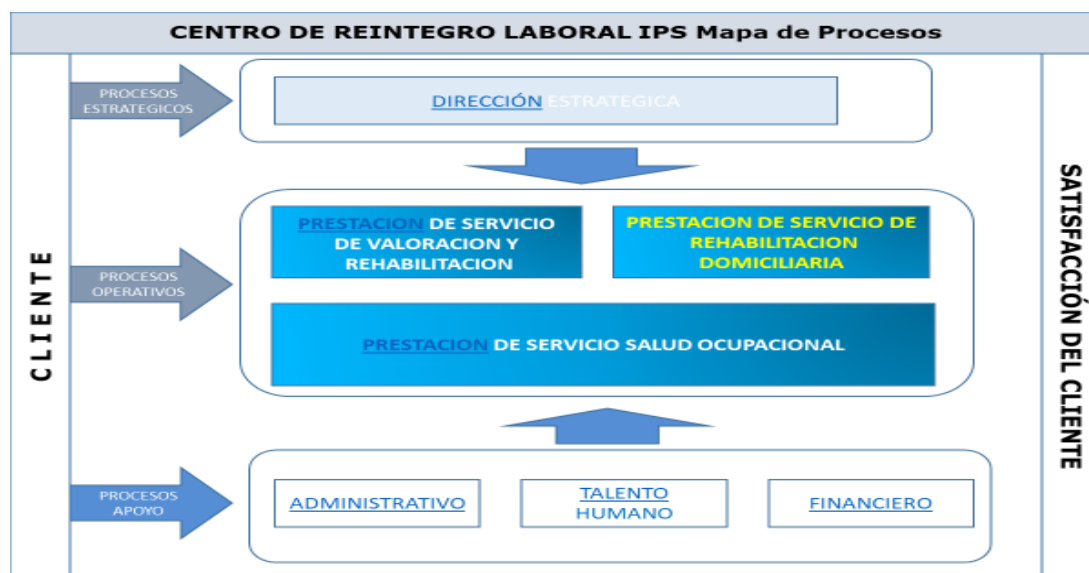 CENTRO DE REINTEGRO LABORAL IPS Mapa de Procesos
CLIENTE
PROCESOS
ESTRATEGICOS
DIRECCIÓN ESTRATEGICA
PROCESOS
OPERATIVOS
PRESTACION DE SERVICIO
DE VALORACION Y
REHABILITACION
PRESTACION DE SERVICIO DE
REHABILITACION
DOMICILIARIA
PRESTACION DE SERVICIO SALUD OCUPACIONAL
PROCESOS
APOYO
ADMINISTRATIVO
TALENTO
HUMANO
FINANCIERO
SATISFACCIÓN DEL CLIENTE